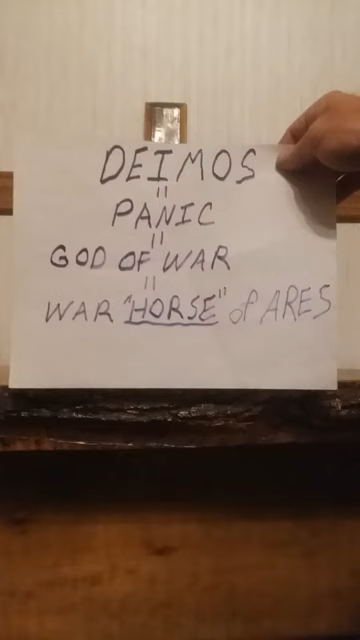 DEIMOS
"
PANIC
"
GOD OF WAR
"
WAR "HORSE" of ARES